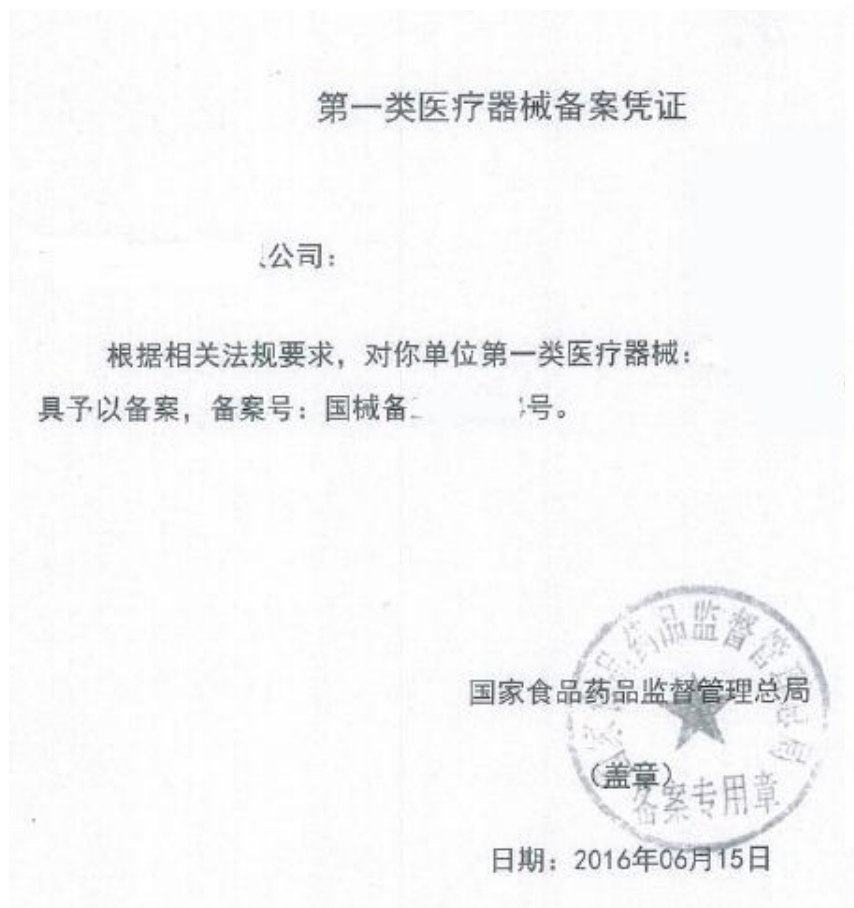 第一类医疗器械备案凭证
公司：
根据相关法规要求，对你单位第一类医疗器械：
具予以备案，备案号：国械备
号。
国家食品药品监督管理总局
（盖章）
备案专用章
日期：2016年06月15日